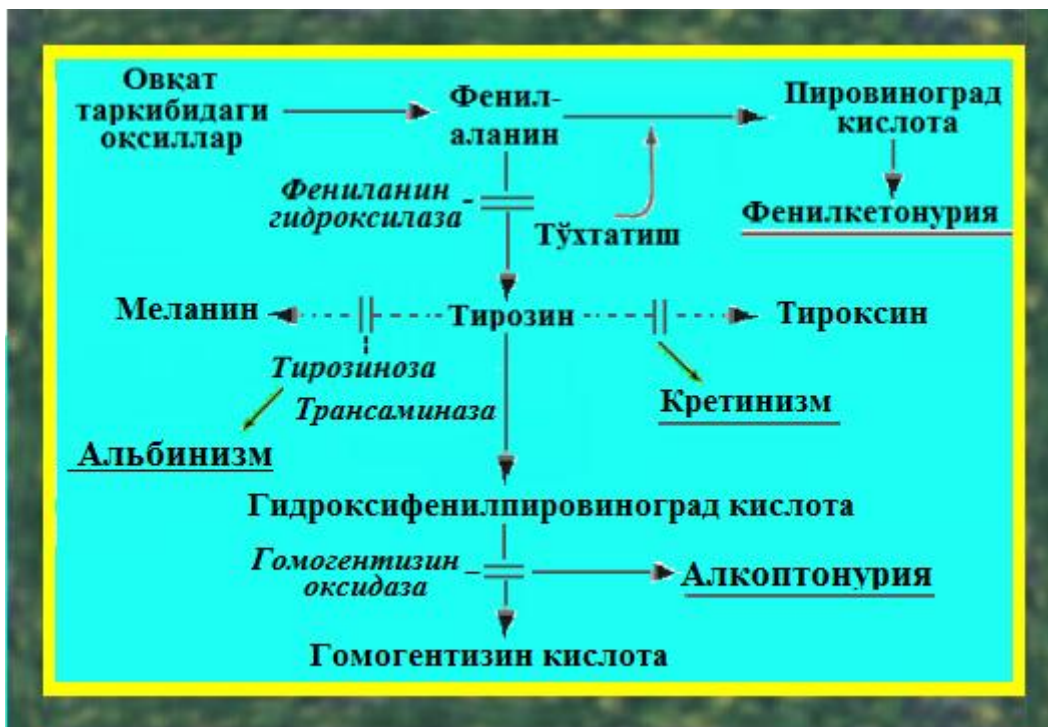 Овқат
таркибидаги
оқсиллар
Фенил-
аланин
Пировиноград
кислота
Фениланин
гидроксилаза
Тўхтатиш
Фенилкетонурия
Меланин
Тирозин
Тироксин
Тирозиноза
Трансаминаза
Кретинизм
Альбинизм
Гидроксифенилпировиноград кислота
Гомогентизин
оксидаза
Алкоптонурия
Гомогентизин кислота